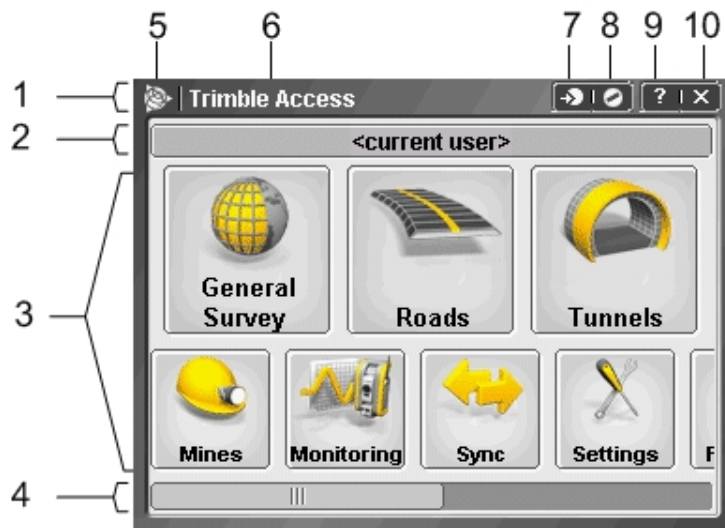 5 6 7 8 9 10
1 Trimble Access ? X
2 <current user>
3
General Survey
Roads
Tunnels
Mines
Monitoring
Sync
Settings
F
4